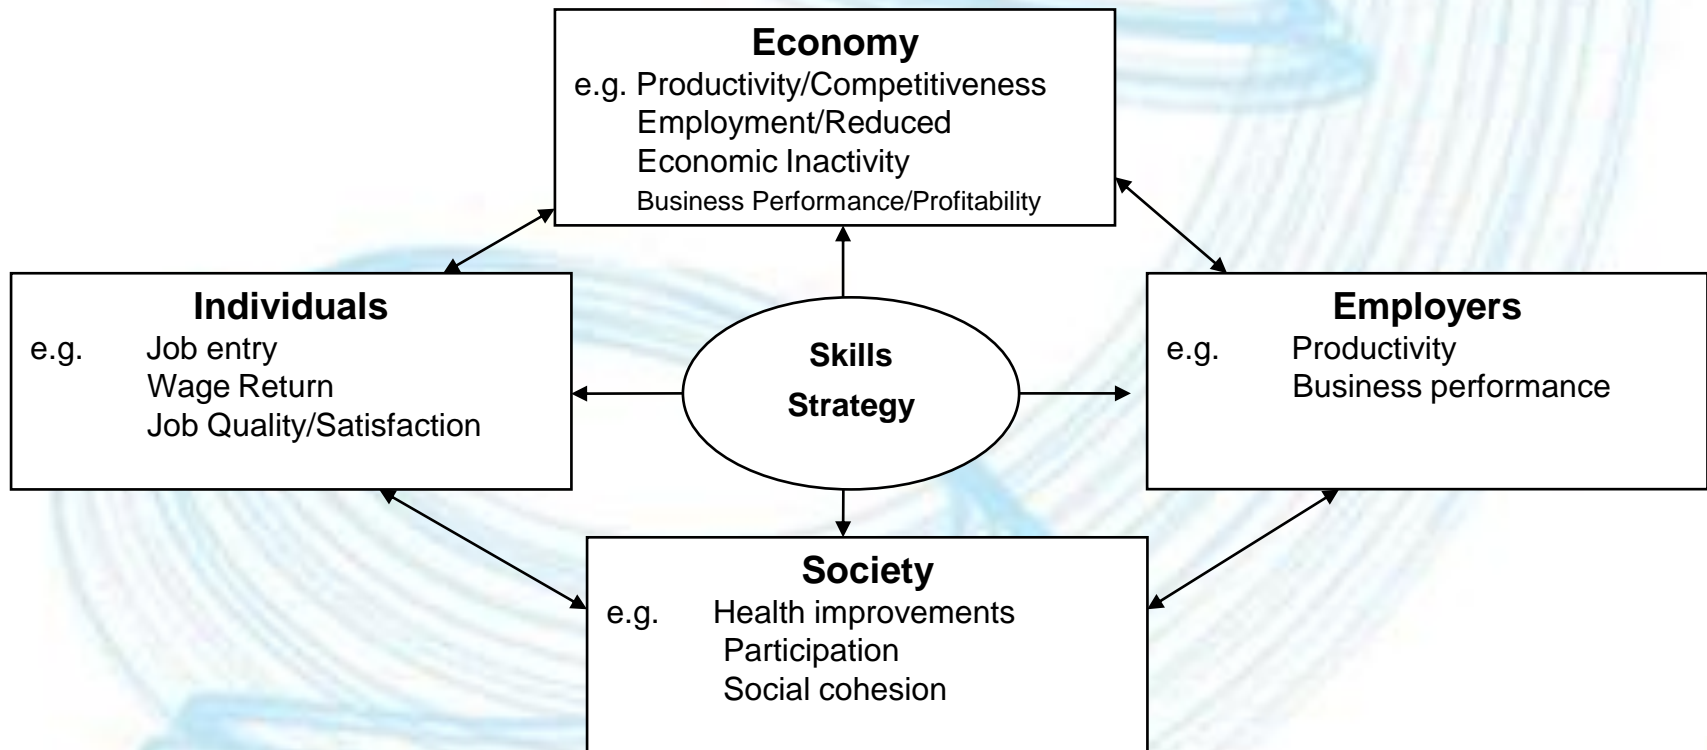 Economy
e.g. Productivity/Competitiveness
Employment/Reduced
Economic Inactivity
Business Performance/Profitability
Individuals
e.g. Job entry
Wage Return
Job Quality/Satisfaction
Skills
Strategy
Employers
e.g. Productivity
Business performance
Society
e.g. Health improvements
Participation
Social cohesion